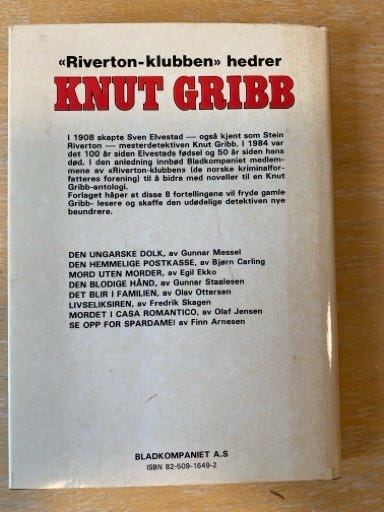 «Riverton-klubben» hedrer
KNUT GRIBB
I 1908 skapte Sven Elvestad — også kjent som Stein
Riverton — mesterdetektiven Knut Gribb. I 1984 var
det 100 år siden Elvestads fødsel og 50 år siden hans
død. I den anledning innbød Bladkompaniet medlem-
mene av «Riverton-klubben» (de norske kriminalfor-
fatteres forening) til å bidra med noveller til en Knut
Gribb-antologi.
Forlaget håper at disse 8 fortellingene vil fryde gamle
Gribb- lesere og skaffe den udødelige detektiven nye
beundrere.
DEN UNGARSKE DOLK, av Gunnar Messel
DEN HEMMELIGE POSTKASSE, av Bjørn Carling
MORD UTEN MORDER, av Egil Ekko
DEN BLODIGE HÅND, av Gunnar Staalesen
DET BLIR I FAMILIEN, av Olav Ottersen
LIVSELIKSIREN, av Fredrik Skagen
MORDET I CASA ROMANTICO, av Olaf Jensen
SE OPP FOR SPARDAME! av Finn Arnesen
BLADKOMPANIET A.S
ISBN 82-509-1649-2